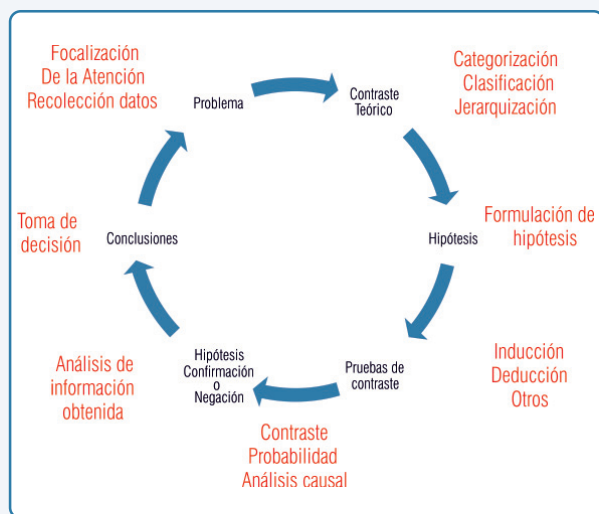 Focalización
De la Atención
Recolección datos
Problema
Contraste
Teórico
Categorización
Clasificación
Jerarquización
Toma de
decisión
Conclusiones
Hipótesis
Formulación de
hipótesis
Análisis de
información
obtenida
Hipótesis
Confirmación
o
Negación
Pruebas de
contraste
Inducción
Deducción
Otros
Contraste
Probabilidad
Análisis causal